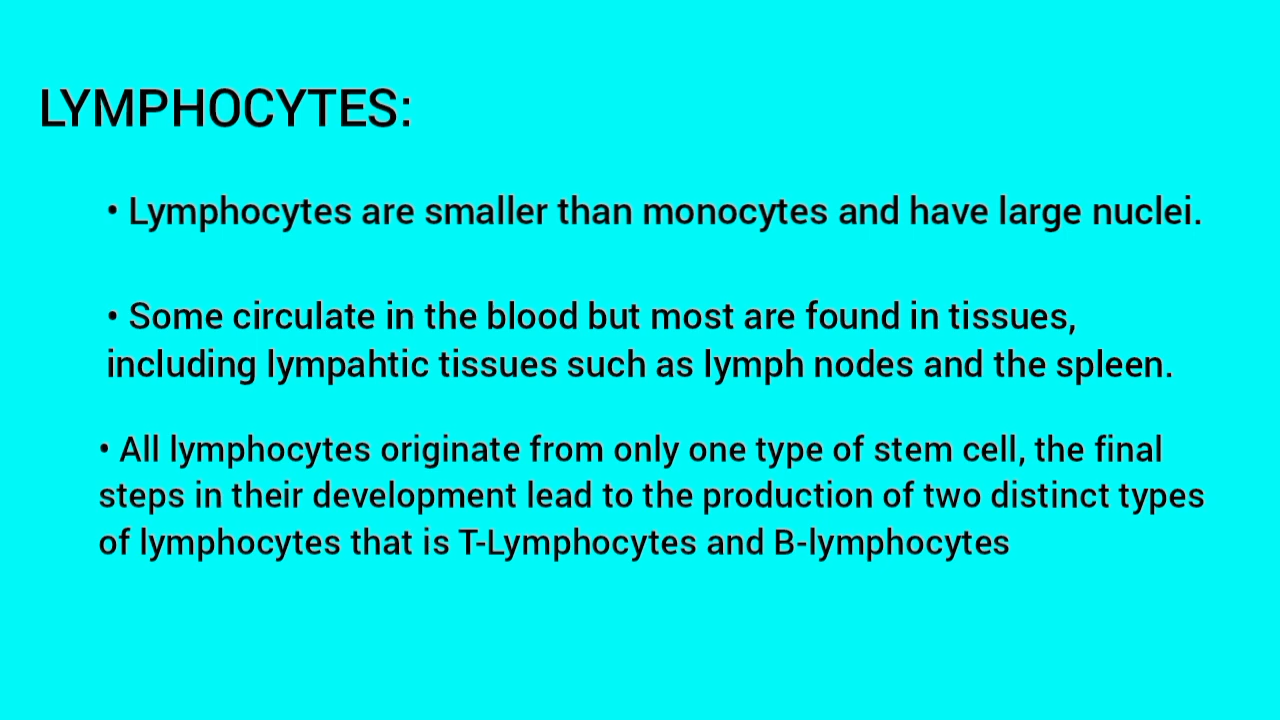 LYMPHOCYTES:
• Lymphocytes are smaller than monocytes and have large nuclei.
• Some circulate in the blood but most are found in tissues,
including lympahtic tissues such as lymph nodes and the spleen.
• All lymphocytes originate from only one type of stem cell, the final
steps in their development lead to the production of two distinct types
of lymphocytes that is T-Lymphocytes and B-lymphocytes